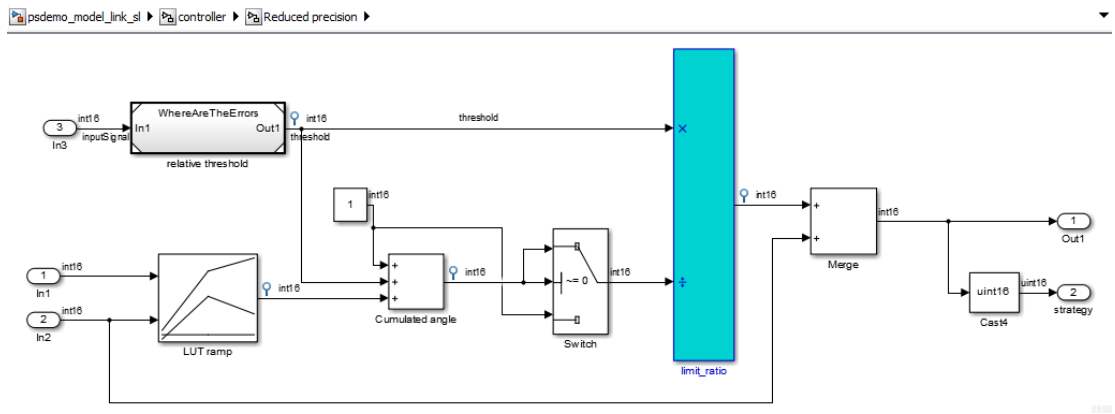 psdemo_model_link_sl controller Reduced precision
WhereAreTheErrors
int16
3
In3
inputSignal
In1
Out1
int16
threshold
threshold
relative threshold
×
1
int16
int16
Merge
int16
1
Out1
int16
1
In1
int16
2
In2
LUT ramp
int16
+
+
+
Cumulated angle
int16
~= 0
Switch
int16
÷
limit_ratio
+
+
uint16
Cast4
uint16
2
strategy